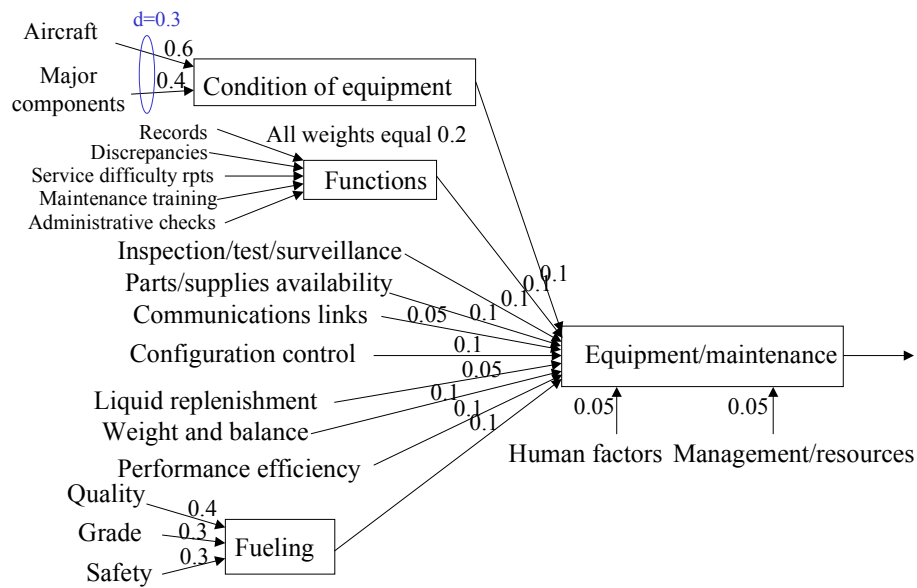 d=0.3
Aircraft
0.6
Major
components
0.4
Condition of equipment
Records
All weights equal 0.2
Discrepancies
Service difficulty rpts
Functions
Maintenance training
Administrative checks
Inspection/test/surveillance
0.1
0.1
0.1
Parts/supplies availability
0.1
Communications links
0.05
Configuration control
0.1
Equipment/maintenance
0.05
Liquid replenishment
0.1
Weight and balance
0.1
0.1
Performance efficiency
0.05
0.05
Human factors
Management/resources
Quality
0.4
Grade
0.3
Fueling
0.3
Safety